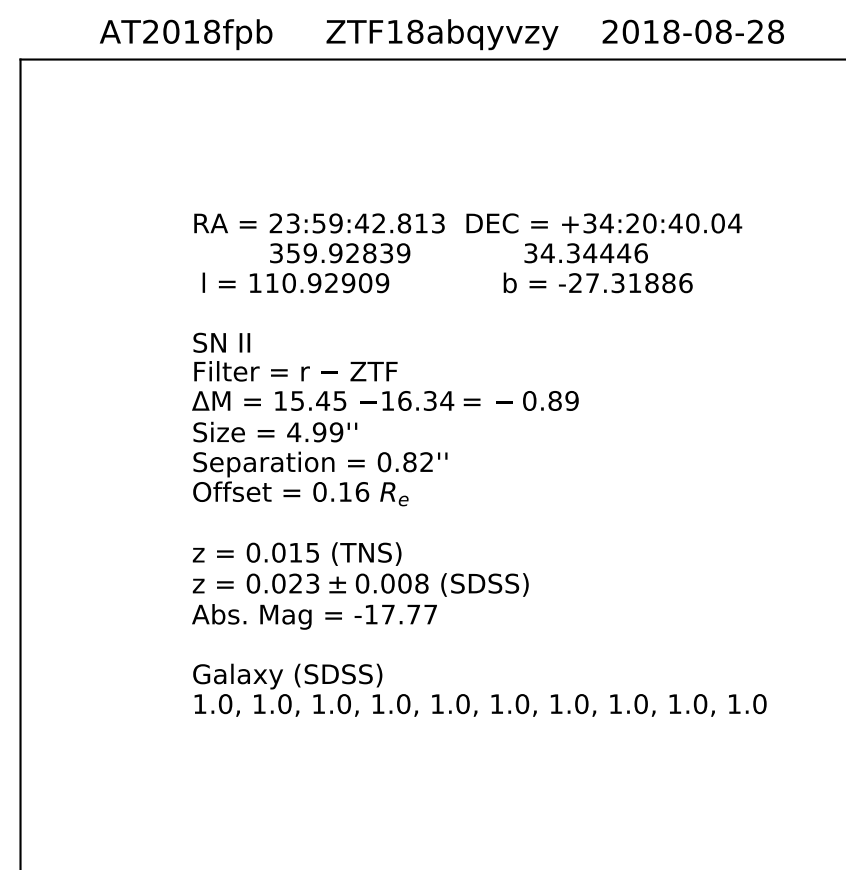 AT2018fpb ZTF18abqyvzy 2018-08-28
RA = 23:59:42.813 DEC = +34:20:40.04
359.92839 34.34446
l = 110.92909 b = -27.31886
SN II
Filter = r − ZTF
ΔM = 15.45 −16.34 = − 0.89
Size = 4.99''
Separation = 0.82''
Offset = 0.16 Re
z = 0.015 (TNS)
z = 0.023 ± 0.008 (SDSS)
Abs. Mag = -17.77
Galaxy (SDSS)
1.0, 1.0, 1.0, 1.0, 1.0, 1.0, 1.0, 1.0, 1.0, 1.0